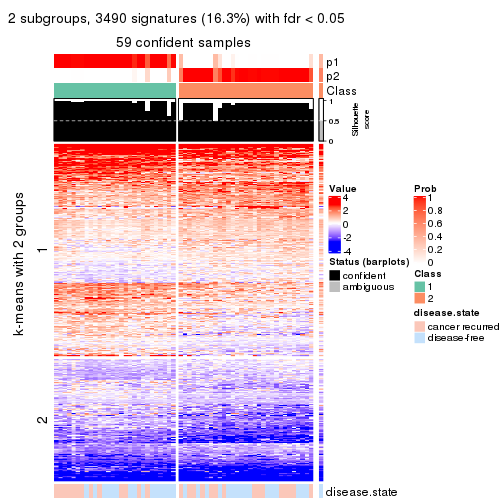 2 subgroups, 3490 signatures (16.3%) with fdr < 0.05
59 confident samples
p1
p2
Class
1
0.5
0
Silhouette
score
k-means with 2 groups
1
2
Value
4
2
0
-2
-4
Status (barplots)
confident
ambiguous
Prob
1
0.8
0.6
0.4
0.2
0
Class
1
2
disease.state
cancer recurred
disease-free
disease.state